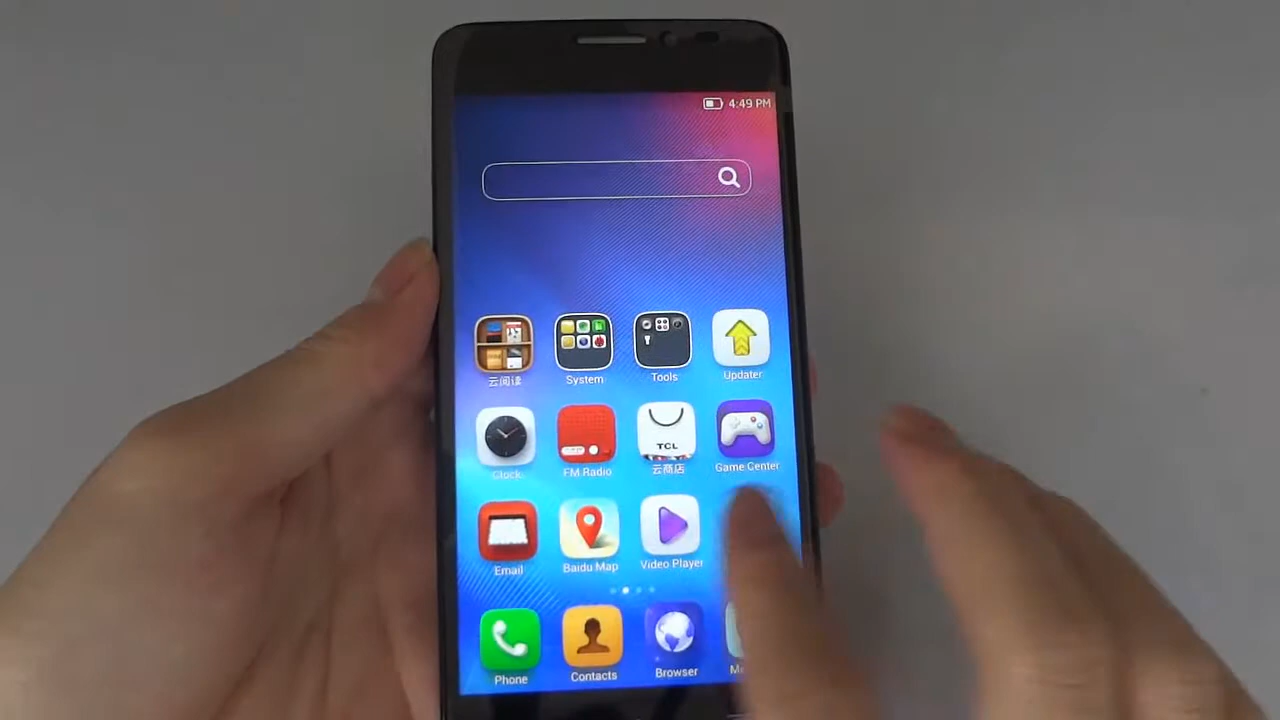 4:49 PM
云阅读
System
Tools
Updater
Clock
FM Radio
TCL
云商店
Game Center
Email
Baidu Map
Video Player
Phone
Contacts
Browser